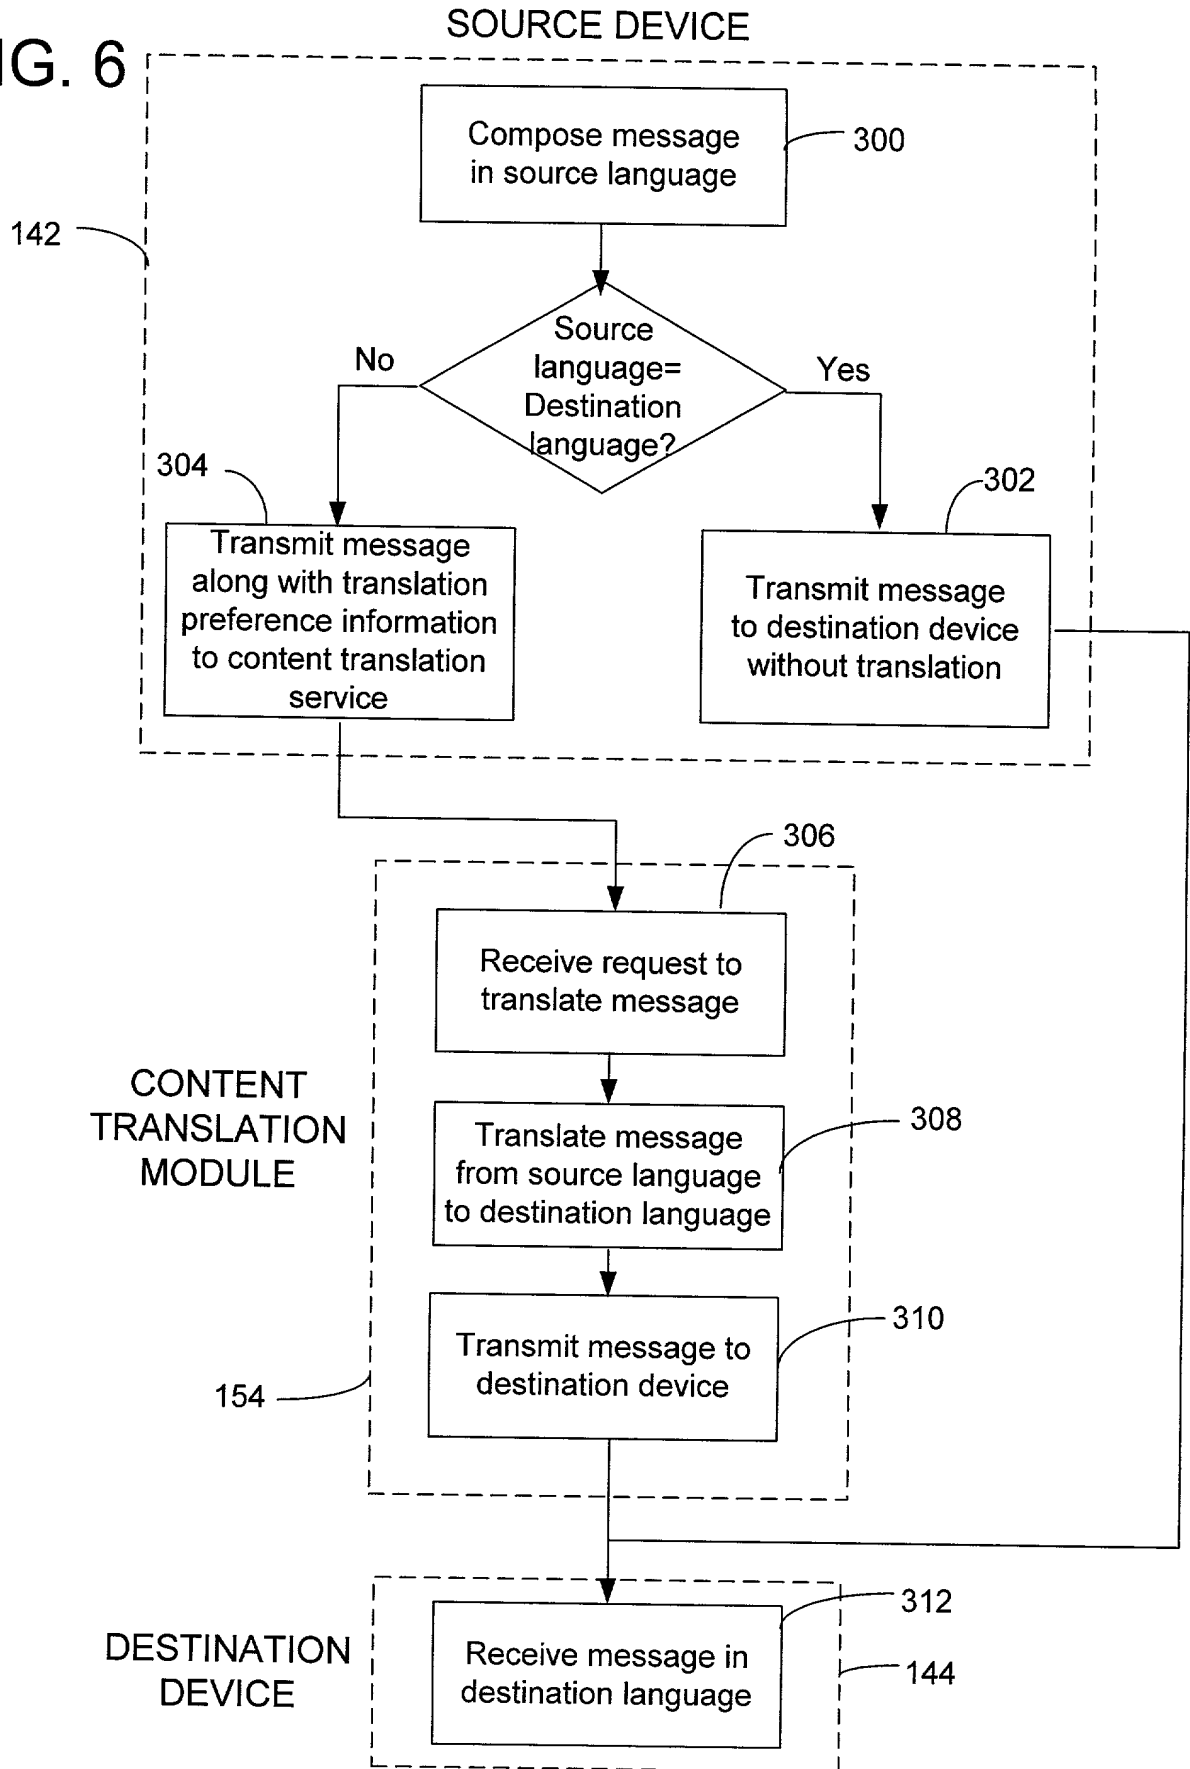 SOURCE DEVICE
IG. 6
Compose message
in source language
300
142
Source
language=
Destination
language?
No
Yes
304
302
Transmit message
along with translation
preference information
to content translation
service
Transmit message
to destination device
without translation
306
Receive request to
translate message
CONTENT
TRANSLATION
MODULE
Translate message
from source language
to destination language
308
Transmit message to
destination device
310
154
DESTINATION
DEVICE
Receive message in
destination language
312
144